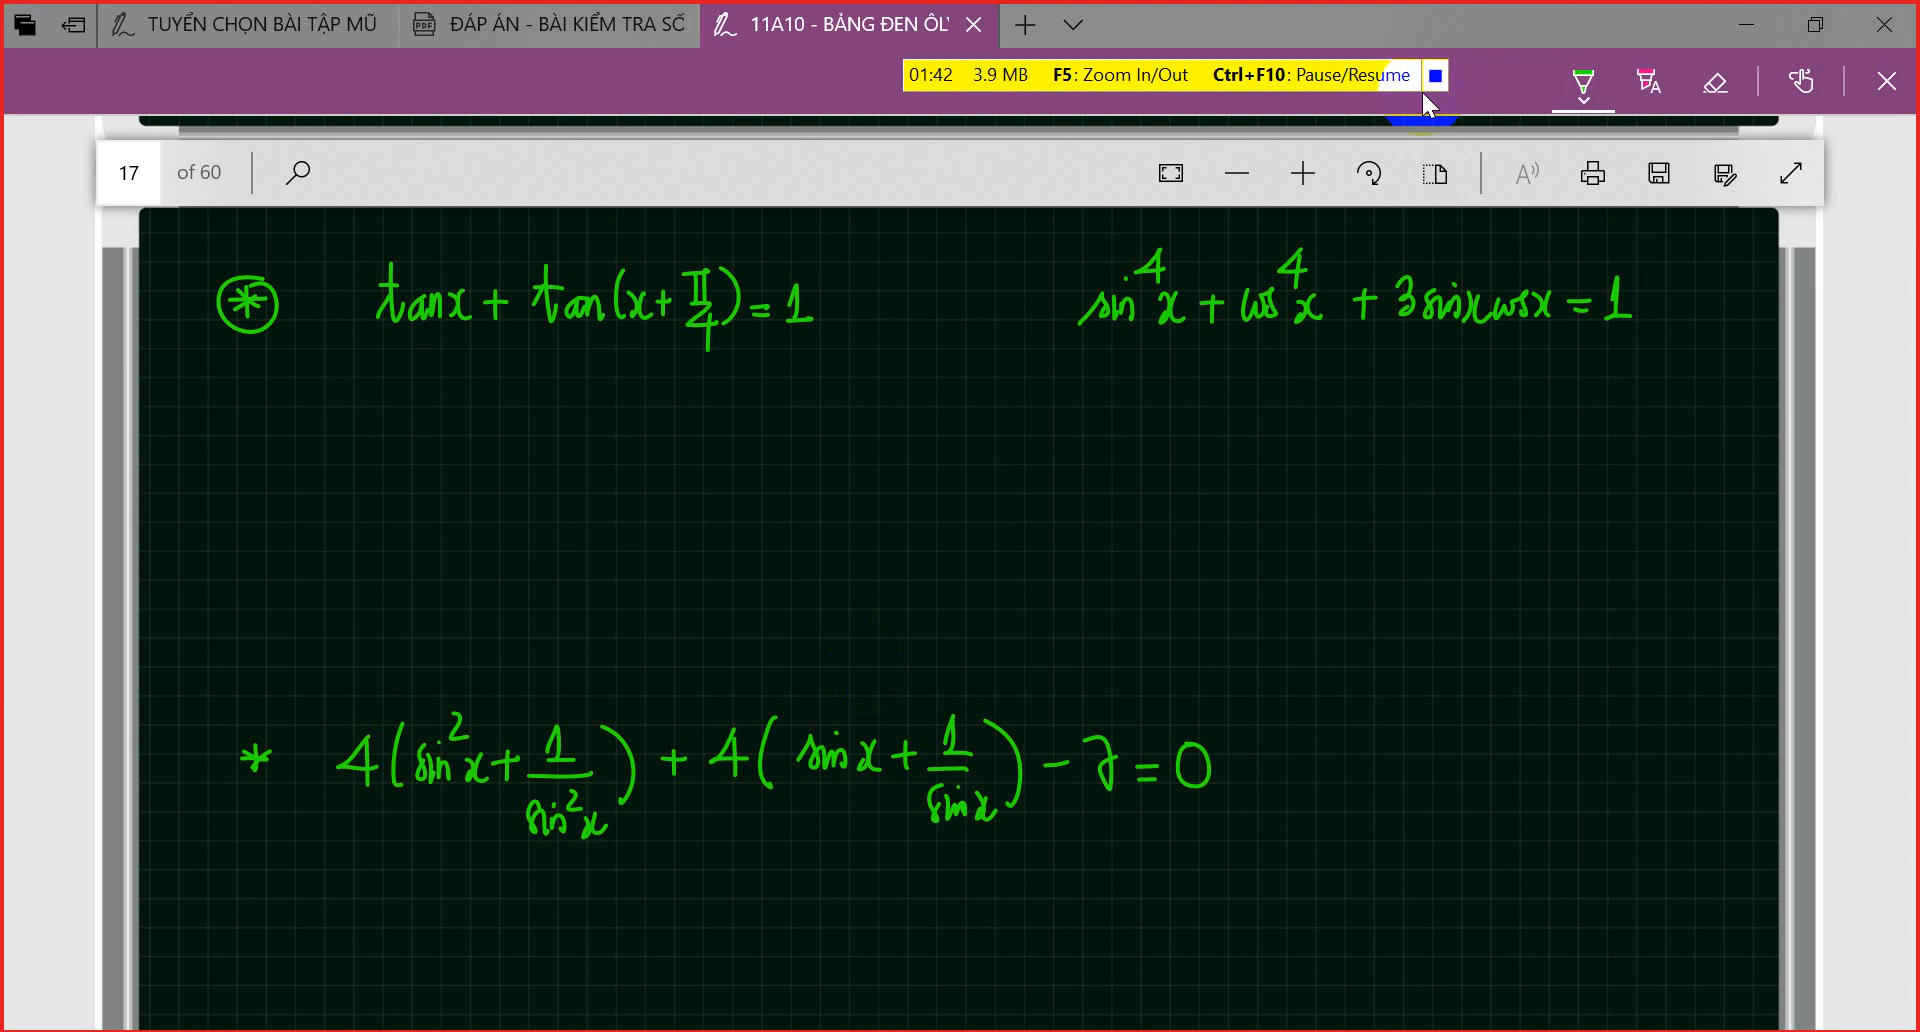 TUYỂN CHỌN BÀI TẬP MŨ
ĐÁP ÁN - BÀI KIỂM TRA SỐ
11A10 - BẢNG ĐEN ÔLY
01:42 3.9 MB F5: Zoom In/Out Ctrl+F10: Pause/Resume
17 of 60
tanx + tan(x + π/4) = 1
sin⁴x + cos⁴x + 3sinxcosx = 1
* 4(sin²x + 1/sin²x) + 4(sinx + 1/sinx) - 7 = 0